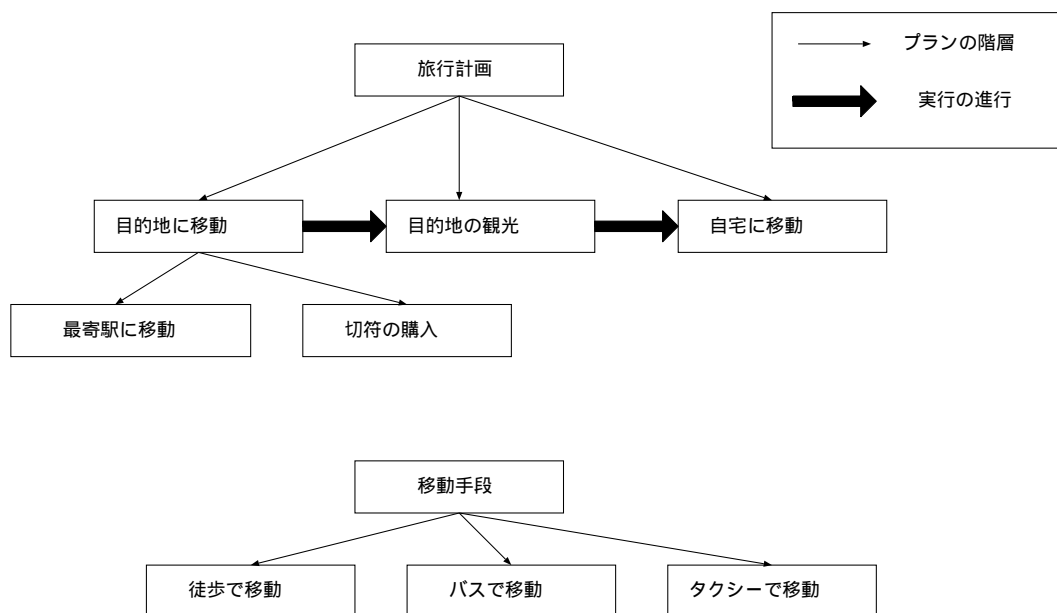 プランの階層
実行の進行
旅行計画
目的地に移動
目的地の観光
自宅に移動
最寄駅に移動
切符の購入
移動手段
徒歩で移動
バスで移動
タクシーで移動